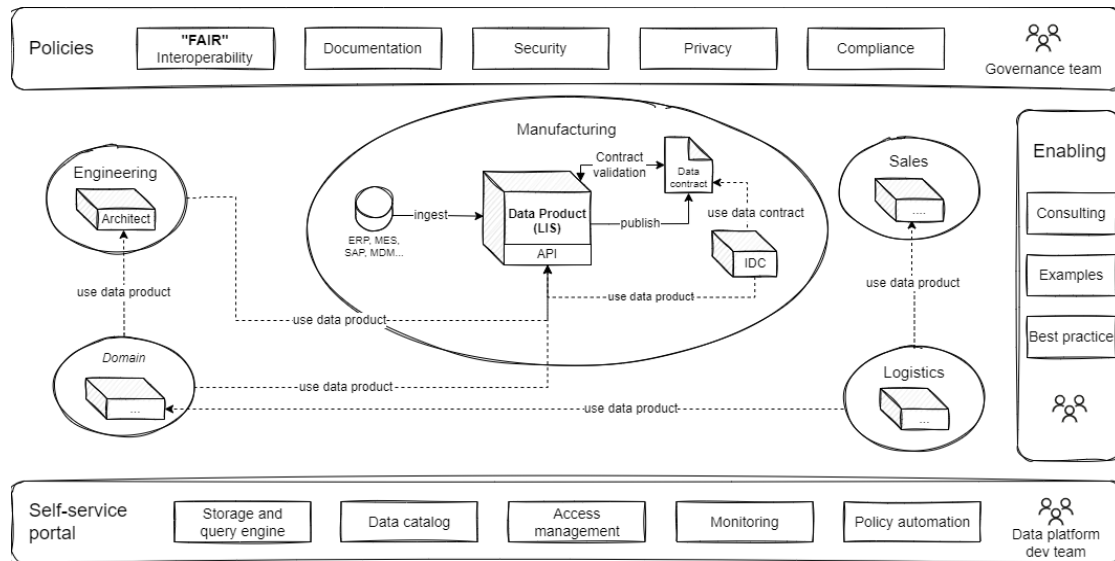 Policies
"FAIR"
Interoperability
Documentation
Security
Privacy
Compliance
Governance team
Manufacturing
Engineering
Architect
Contract
validation
Data
contract
Sales
....
Enabling
ingest
Data Product
(LIS)
API
publish
use data contract
ERP, MES,
SAP, MDM...
IDC
Consulting
use data product
use data product
use data product
Examples
use data product
Best practice
Domain
...
use data product
Logistics
....
use data product
Self-service
portal
Storage and
query engine
Data catalog
Access
management
Monitoring
Policy automation
Data platform
dev team